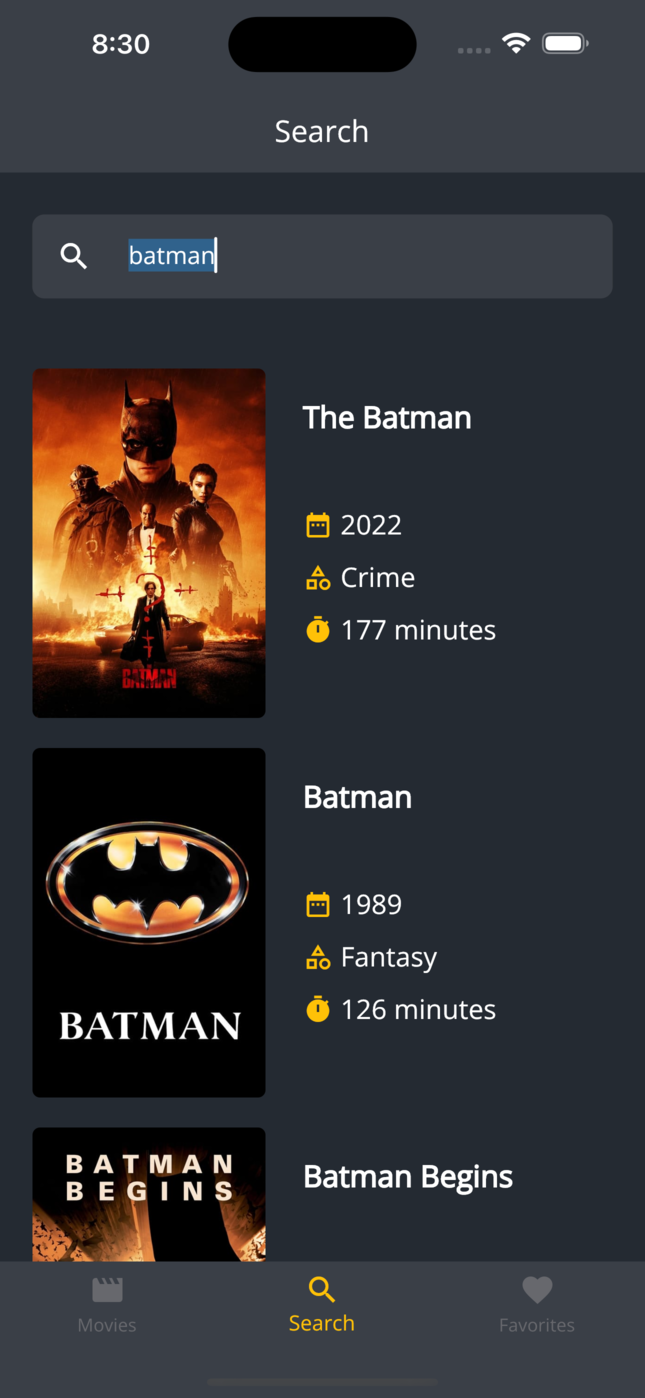 8:30
Search
batman
The Batman
2022
Crime
177 minutes
BATMAN
Batman
1989
Fantasy
126 minutes
BATMAN
BATMAN
BEGINS
Batman Begins
Movies
Search
Favorites